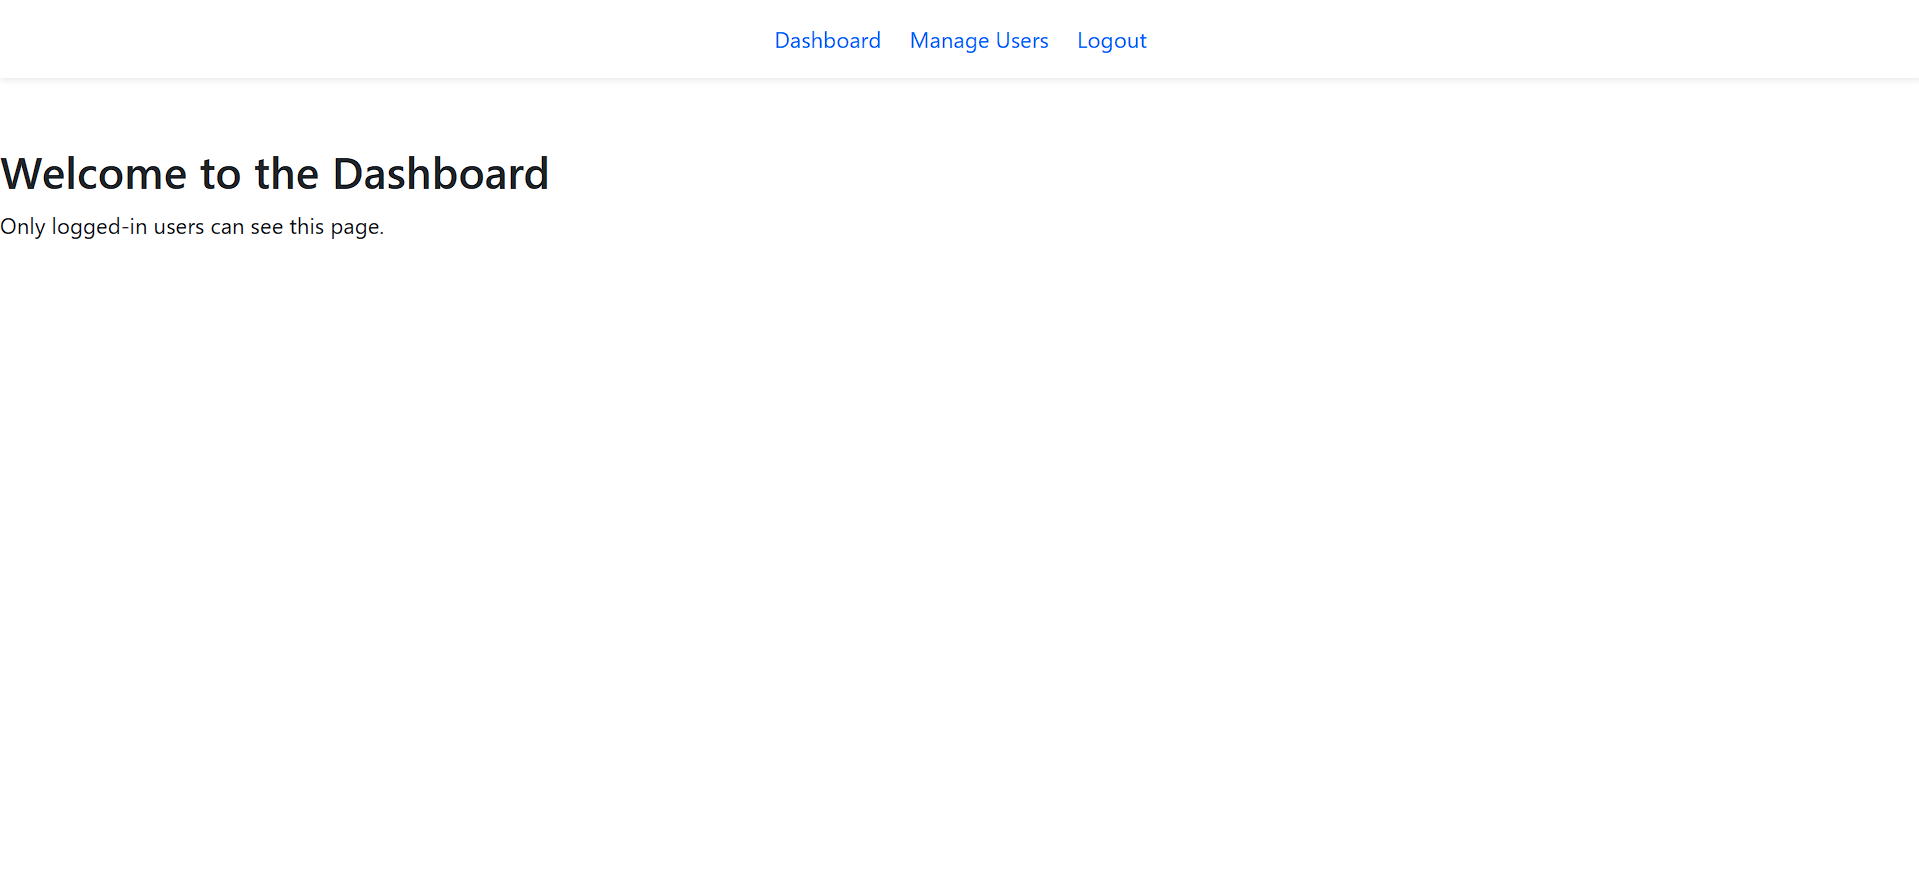 Dashboard Manage Users Logout
Welcome to the Dashboard
Only logged-in users can see this page.